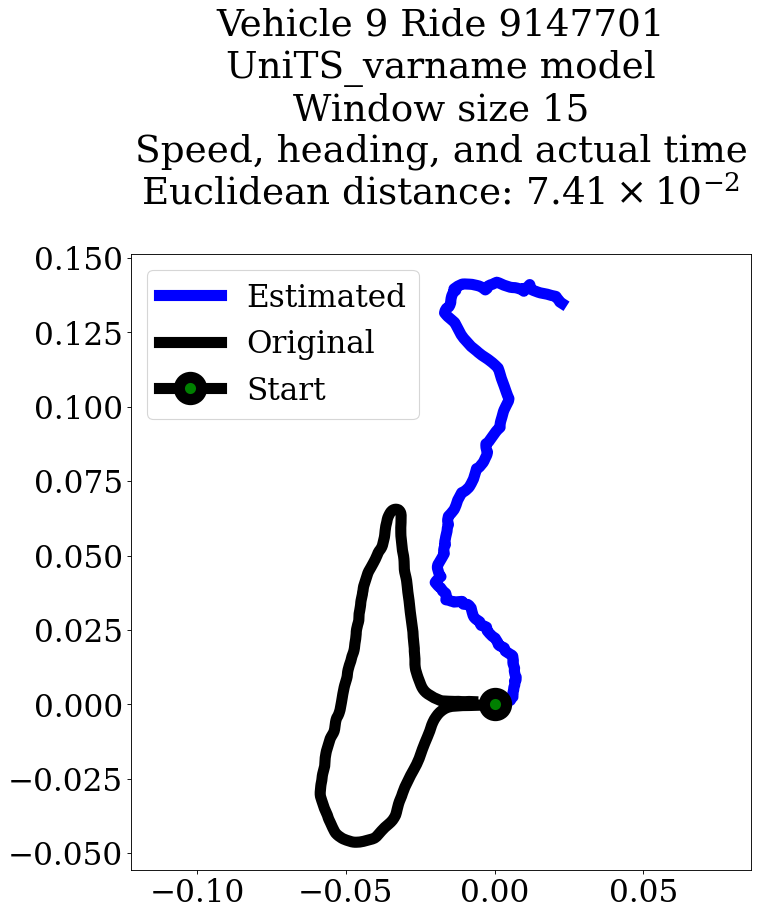 Vehicle 9 Ride 9147701
UniTS_varname model
Window size 15
Speed, heading, and actual time
Euclidean distance: 7.41 × 10⁻²
0.150
0.125
0.100
0.075
0.050
0.025
0.000
−0.025
−0.050
Estimated
Original
Start
−0.10
−0.05
0.00
0.05